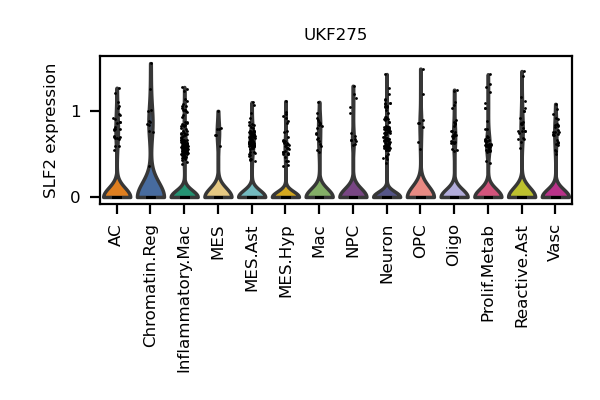 UKF275
SLF2 expression
1
0
AC
Chromatin.Reg
Inflammatory.Mac
MES
MES.Ast
MES.Hyp
Mac
NPC
Neuron
OPC
Oligo
Prolif.Metab
Reactive.Ast
Vasc